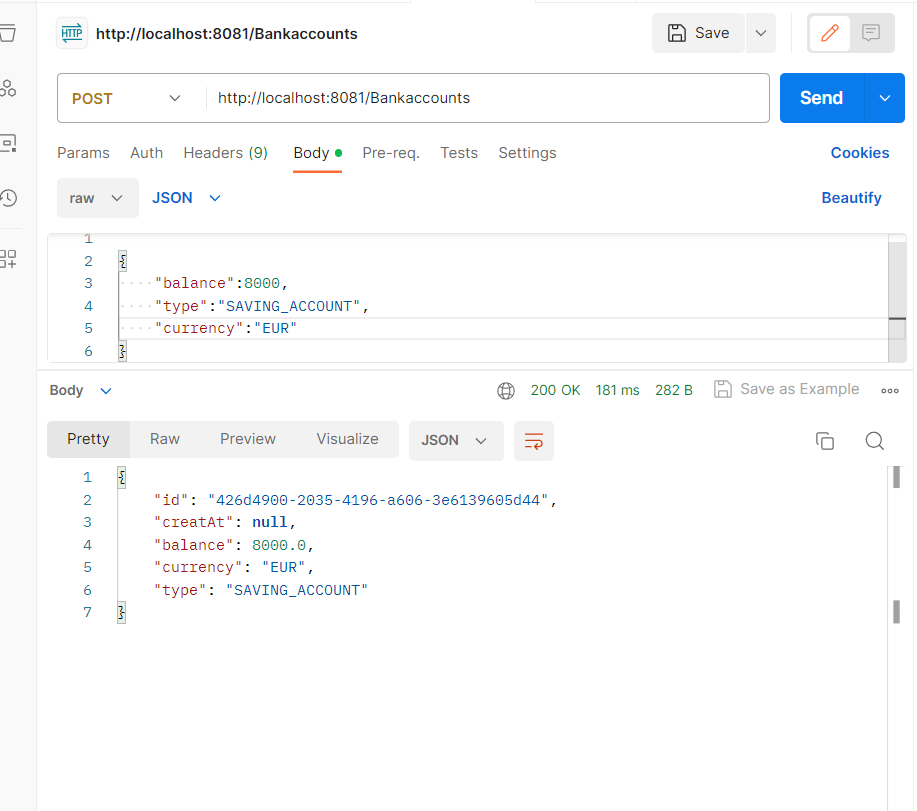 HTTP http://localhost:8081/Bankaccounts Save
POST http://localhost:8081/Bankaccounts Send
Params Auth Headers (9) Body Pre-req. Tests Settings Cookies
raw JSON Beautify
1
2 {
3 "balance":8000,
4 "type":"SAVING_ACCOUNT",
5 "currency":"EUR"
6 }
Body 200 OK 181 ms 282 B Save as Example
Pretty Raw Preview Visualize JSON
1 {
2 "id": "426d4900-2035-4196-a606-3e6139605d44",
3 "creatAt": null,
4 "balance": 8000.0,
5 "currency": "EUR",
6 "type": "SAVING_ACCOUNT"
7 }